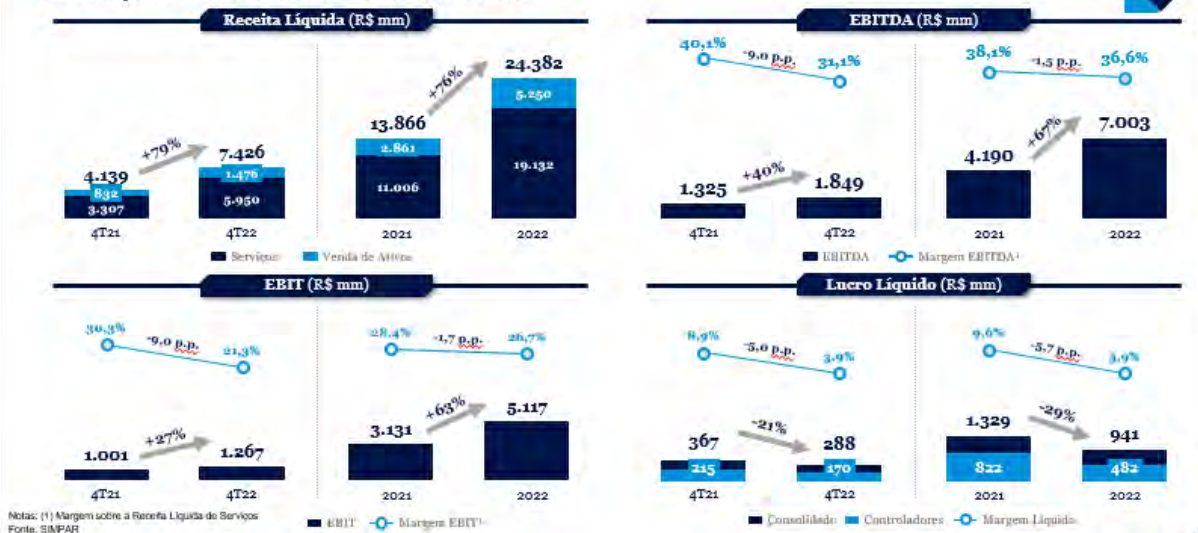 Receita Líquida (R$ mm)
+79%
+76%
4.139
832
3.307
7.426
1.476
5.950
13.866
2.861
11.006
24.382
5.250
19.132
4T21
4T22
2021
2022
Serviços
Venda de Ativos
EBITDA (R$ mm)
40,1%
-9,0 p.p.
31,1%
38,1%
-1,5 p.p.
36,6%
1.325
+40%
1.849
4.190
+67%
7.003
4T21
4T22
2021
2022
EBITDA
Margem EBITDA¹
EBIT (R$ mm)
30,3%
-9,0 p.p.
21,3%
28,4%
-1,7 p.p.
26,7%
1.001
+27%
1.267
3.131
+63%
5.117
4T21
4T22
2021
2022
EBIT
Margem EBIT¹
Lucro Líquido (R$ mm)
8,9%
-5,0 p.p.
3,9%
9,6%
-5,7 p.p.
3,9%
367
215
-21%
288
170
1.329
822
-29%
941
482
4T21
4T22
2021
2022
Consolidado
Controladores
Margem Líquida
Notas: (1) Margem sobre a Receita Líquida de Serviços
Fonte. SIMPAR